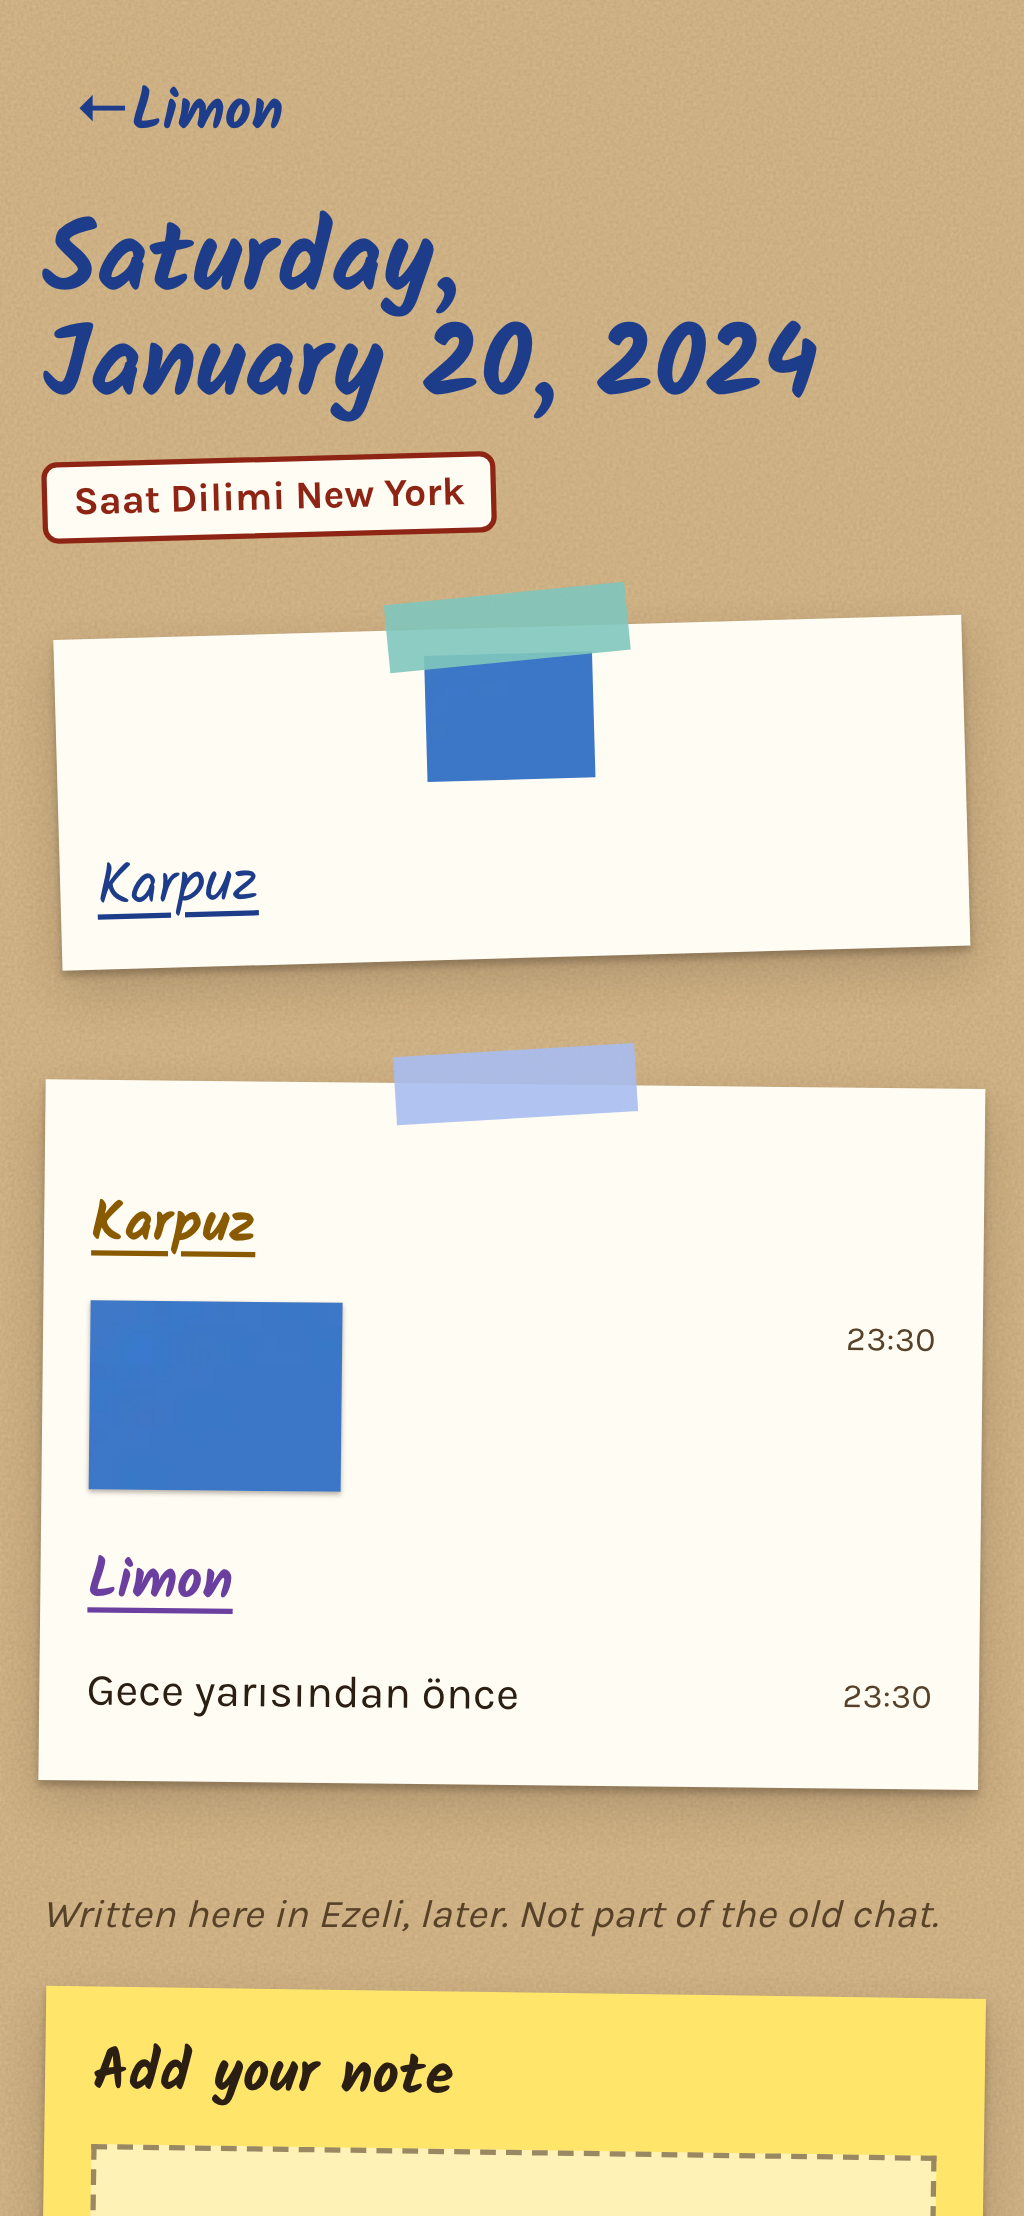 ←Limon
Saturday,
January 20, 2024
Saat Dilimi New York
Karpuz
Karpuz
23:30
Limon
Gece yarısından önce 23:30
Written here in Ezeli, later. Not part of the old chat.
Add your note